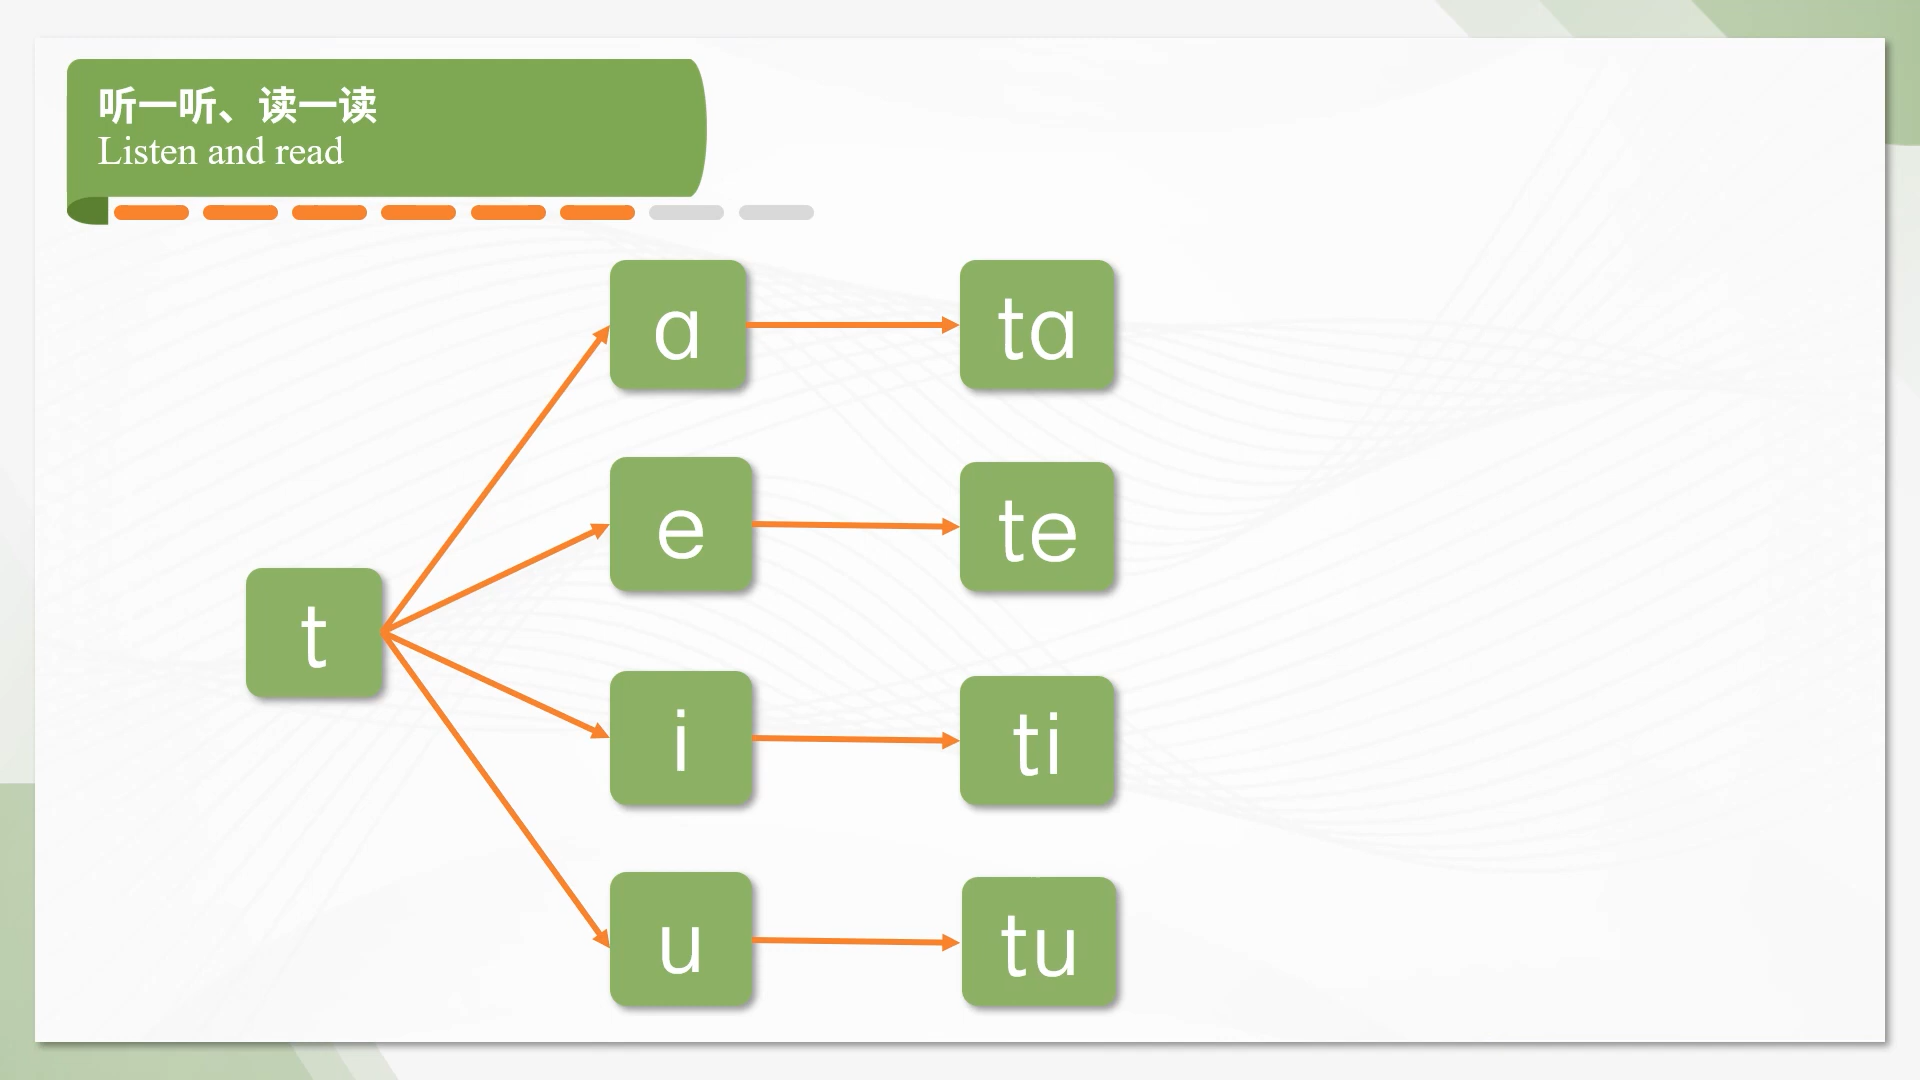 听一听、读一读
Listen and read
a
ta
e
te
t
i
ti
u
tu